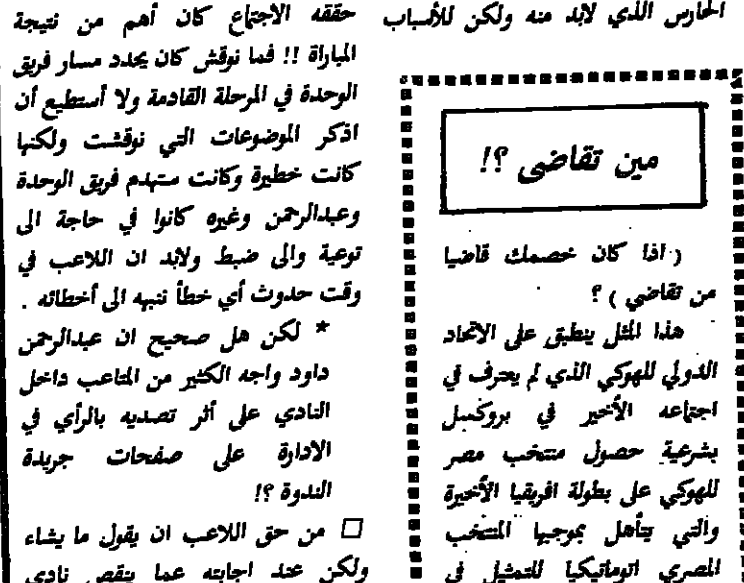 الحارس الذي لابد منه ولكن للأسباب
مين تقاضى ؟!
( اذا كان خصمك قاضيا
من تقاضي ) ؟
هذا المثل ينطبق على الاتحاد
الدولي للهوكي الذي لم يعترف في
اجتماعه الأخير في بروكسل
بشرعية حصول منتخب مصر
للهوكي على بطولة افريقيا الأخيرة
والتي يتأهل بموجبها المنتخب
المصري اتوماتيكيا للتمثيل في
حققه الاجتماع كان أهم من نتيجة
المباراة !! فما نوقش كان يحدد مسار فريق
الوحدة في المرحلة القادمة ولا أستطيع أن
اذكر الموضوعات التي نوقشت ولكنها
كانت خطيرة وكانت ستهدم فريق الوحدة
وعبدالرحمن وغيره كانوا في حاجة الى
توعية والى ضبط ولابد ان اللاعب في
وقت حدوث أي خطأ ننبهه الى أخطائه .
* لكن هل صحيح ان عبدالرحمن
داود واجه الكثير من المتاعب داخل
النادي على أثر تصديه بالرأي في
الادارة على صفحات جريدة
الندوة ؟!
□ من حق اللاعب ان يقول ما يشاء
ولكن عند اجابته عما ينقص نادي